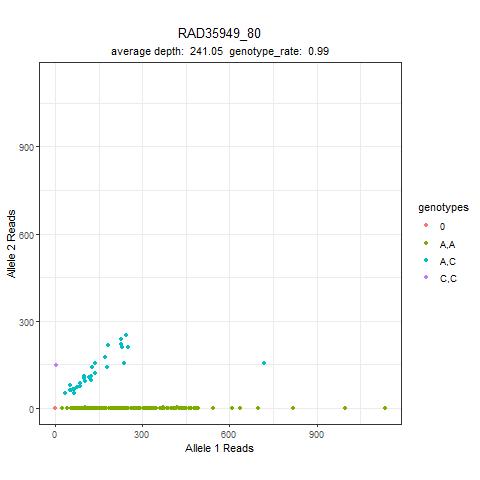 RAD35949_80
average depth: 241.05 genotype_rate: 0.99
Allele 2 Reads
900
600
300
0
0 300 600 900
Allele 1 Reads
genotypes
0
A,A
A,C
C,C